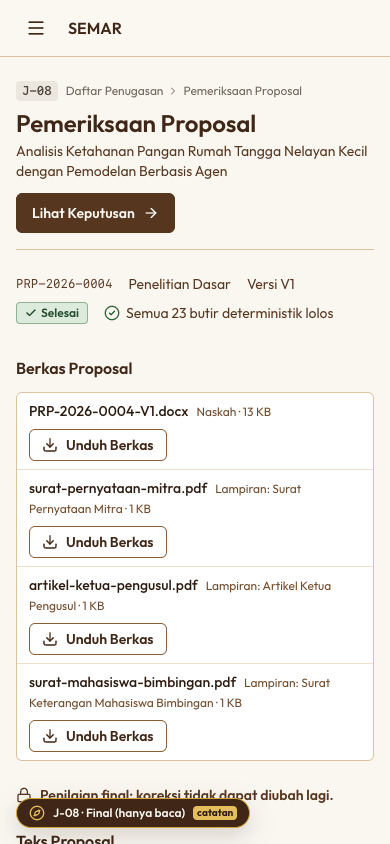 SEMAR
J-08 Daftar Penugasan > Pemeriksaan Proposal
Pemeriksaan Proposal
Analisis Ketahanan Pangan Rumah Tangga Nelayan Kecil
dengan Pemodelan Berbasis Agen
Lihat Keputusan →
PRP-2026-0004 Penelitian Dasar Versi V1
Selesai Semua 23 butir deterministik lolos
Berkas Proposal
PRP-2026-0004-V1.docx Naskah · 13 KB
Unduh Berkas
surat-pernyataan-mitra.pdf Lampiran: Surat
Pernyataan Mitra · 1 KB
Unduh Berkas
artikel-ketua-pengusul.pdf Lampiran: Artikel Ketua
Pengusul · 1 KB
Unduh Berkas
surat-mahasiswa-bimbingan.pdf Lampiran: Surat
Keterangan Mahasiswa Bimbingan · 1 KB
Unduh Berkas
Penilaian final: koreksi tidak dapat diubah lagi.
J-08 · Final (hanya baca) catatan
Teks Proposal